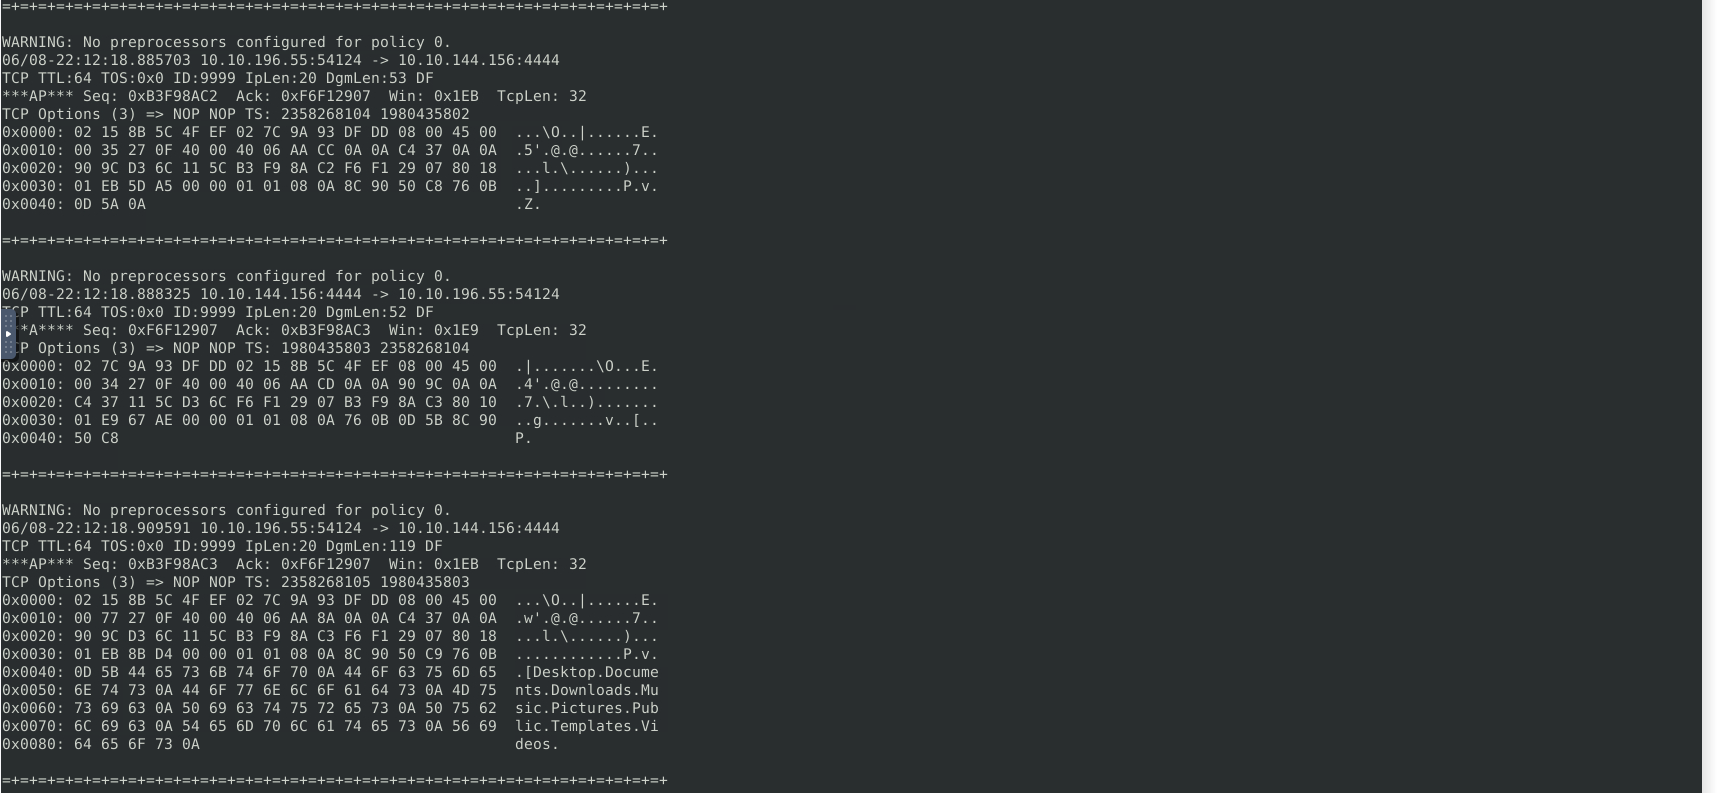 =+=+=+=+=+=+=+=+=+=+=+=+=+=+=+=+=+=+=+=+=+=+=+=+=+=+=+=+=+=+=+=+=+=+=+=+=+
WARNING: No preprocessors configured for policy 0.
06/08-22:12:18.885703 10.10.196.55:54124 -> 10.10.144.156:4444
TCP TTL:64 TOS:0x0 ID:9999 IpLen:20 DgmLen:53 DF
***AP*** Seq: 0xB3F98AC2  Ack: 0xF6F12907  Win: 0x1EB  TcpLen: 32
TCP Options (3) => NOP NOP TS: 2358268104 1980435802
0x0000: 02 15 8B 5C 4F EF 02 7C 9A 93 DF DD 08 00 45 00  ...\O..|......E.
0x0010: 00 35 27 0F 40 00 40 06 AA CC 0A 0A C4 37 0A 0A  .5'.@.@......7..
0x0020: 90 9C D3 6C 11 5C B3 F9 8A C2 F6 F1 29 07 80 18  ...l.\......)...
0x0030: 01 EB 5D A5 00 00 01 01 08 0A 8C 90 50 C8 76 0B  ..].........P.v.
0x0040: 0D 5A 0A                                         .Z.
=+=+=+=+=+=+=+=+=+=+=+=+=+=+=+=+=+=+=+=+=+=+=+=+=+=+=+=+=+=+=+=+=+=+=+=+=+
WARNING: No preprocessors configured for policy 0.
06/08-22:12:18.888325 10.10.144.156:4444 -> 10.10.196.55:54124
CP TTL:64 TOS:0x0 ID:9999 IpLen:20 DgmLen:52 DF
*A**** Seq: 0xF6F12907  Ack: 0xB3F98AC3  Win: 0x1E9  TcpLen: 32
CP Options (3) => NOP NOP TS: 1980435803 2358268104
0x0000: 02 7C 9A 93 DF DD 02 15 8B 5C 4F EF 08 00 45 00  .|.......\O...E.
0x0010: 00 34 27 0F 40 00 40 06 AA CD 0A 0A 90 9C 0A 0A  .4'.@.@.........
0x0020: C4 37 11 5C D3 6C F6 F1 29 07 B3 F9 8A C3 80 10  .7.\.l..).......
0x0030: 01 E9 67 AE 00 00 01 01 08 0A 76 0B 0D 5B 8C 90  ..g.......v..[..
0x0040: 50 C8                                            P.
=+=+=+=+=+=+=+=+=+=+=+=+=+=+=+=+=+=+=+=+=+=+=+=+=+=+=+=+=+=+=+=+=+=+=+=+=+
WARNING: No preprocessors configured for policy 0.
06/08-22:12:18.909591 10.10.196.55:54124 -> 10.10.144.156:4444
TCP TTL:64 TOS:0x0 ID:9999 IpLen:20 DgmLen:119 DF
***AP*** Seq: 0xB3F98AC3  Ack: 0xF6F12907  Win: 0x1EB  TcpLen: 32
TCP Options (3) => NOP NOP TS: 2358268105 1980435803
0x0000: 02 15 8B 5C 4F EF 02 7C 9A 93 DF DD 08 00 45 00  ...\O..|......E.
0x0010: 00 77 27 0F 40 00 40 06 AA 8A 0A 0A C4 37 0A 0A  .w'.@.@......7..
0x0020: 90 9C D3 6C 11 5C B3 F9 8A C3 F6 F1 29 07 80 18  ...l.\......)...
0x0030: 01 EB 8B D4 00 00 01 01 08 0A 8C 90 50 C9 76 0B  ............P.v.
0x0040: 0D 5B 44 65 73 6B 74 6F 70 0A 44 6F 63 75 6D 65  .[Desktop.Docume
0x0050: 6E 74 73 0A 44 6F 77 6E 6C 6F 61 64 73 0A 4D 75  nts.Downloads.Mu
0x0060: 73 69 63 0A 50 69 63 74 75 72 65 73 0A 50 75 62  sic.Pictures.Pub
0x0070: 6C 69 63 0A 54 65 6D 70 6C 61 74 65 73 0A 56 69  lic.Templates.Vi
0x0080: 64 65 6F 73 0A                                   deos.
=+=+=+=+=+=+=+=+=+=+=+=+=+=+=+=+=+=+=+=+=+=+=+=+=+=+=+=+=+=+=+=+=+=+=+=+=+